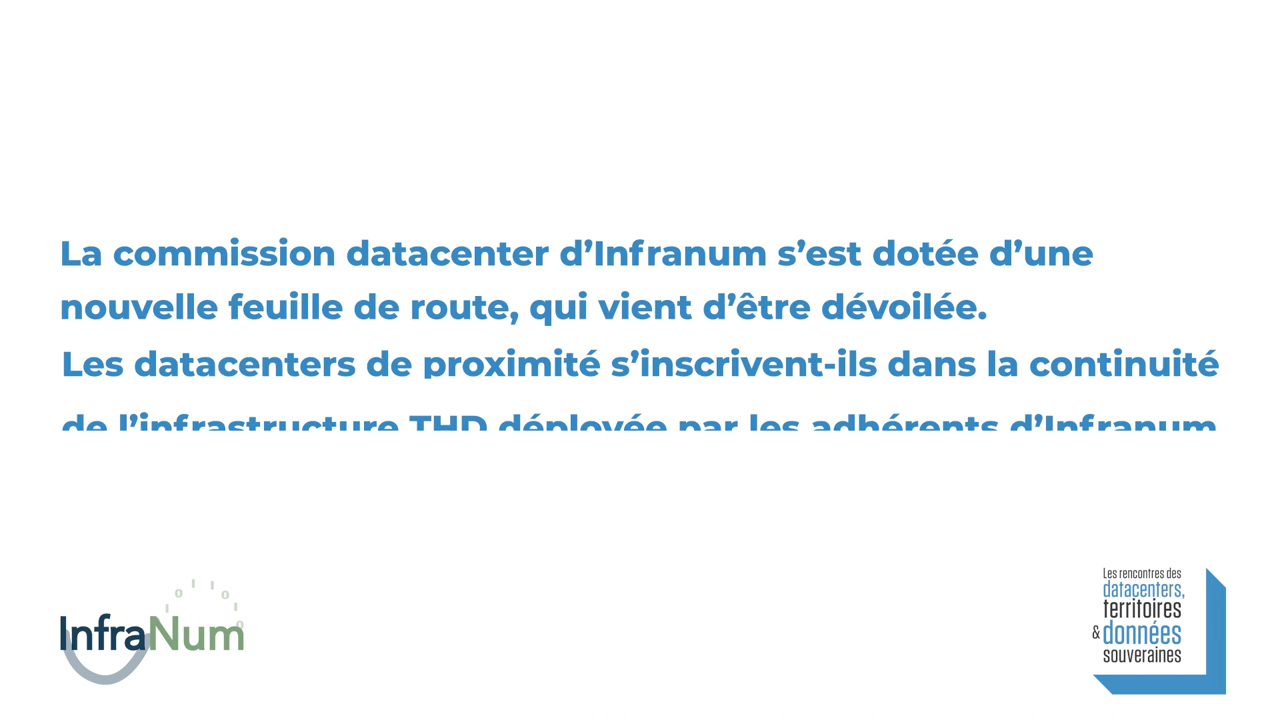 La commission datacenter d’Infranum s’est dotée d’une
nouvelle feuille de route, qui vient d’être dévoilée.
Les datacenters de proximité s’inscrivent-ils dans la continuité
de l’infrastructure THD déployée par les adhérents d’Infranum
InfraNum
Les rencontres des
datacenters,
territoires
& données
souveraines